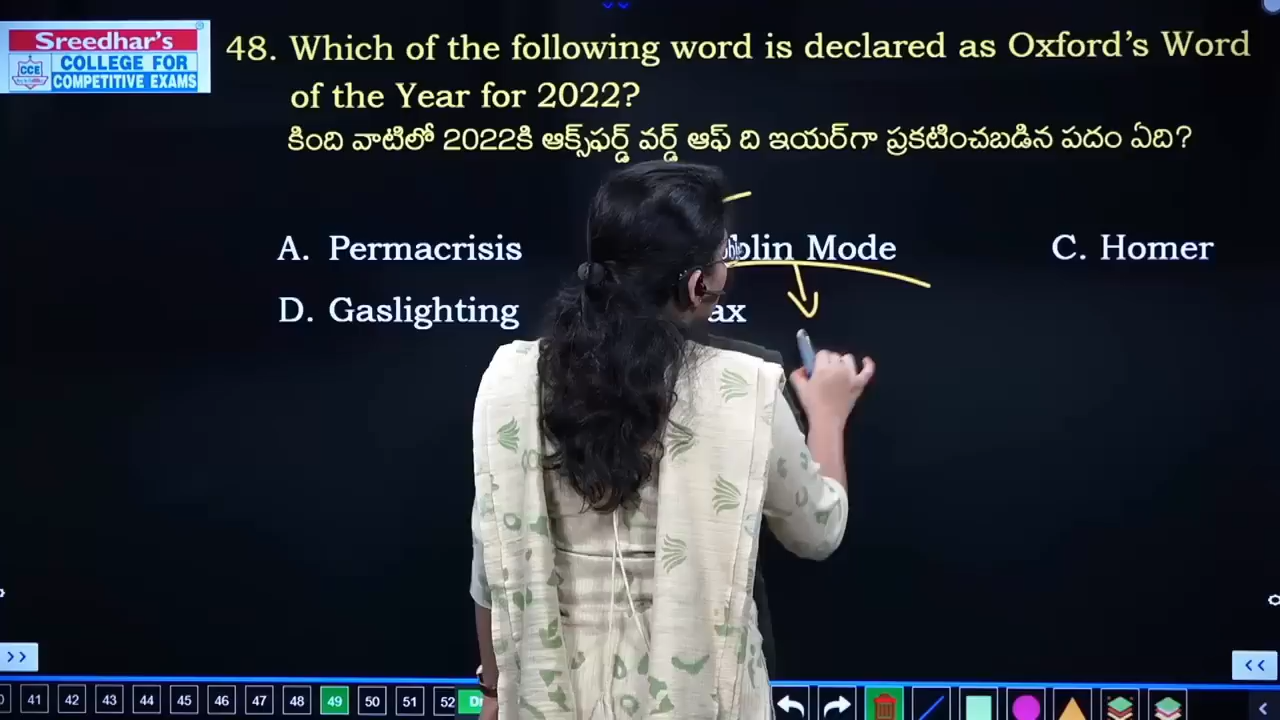 Sreedhar's
CCE
COLLEGE FOR
COMPETITIVE EXAMS
48. Which of the following word is declared as Oxford's Word
of the Year for 2022?
కింది వాటిలో 2022కి ఆక్స్‌ఫర్డ్ వర్డ్ ఆఫ్ ది ఇయర్‌గా ప్రకటించబడిన పదం ఏది?
A. Permacrisis blin Mode C. Homer
D. Gaslighting ax
>> <<
41 42 43 44 45 46 47 48 49 50 51 52 <